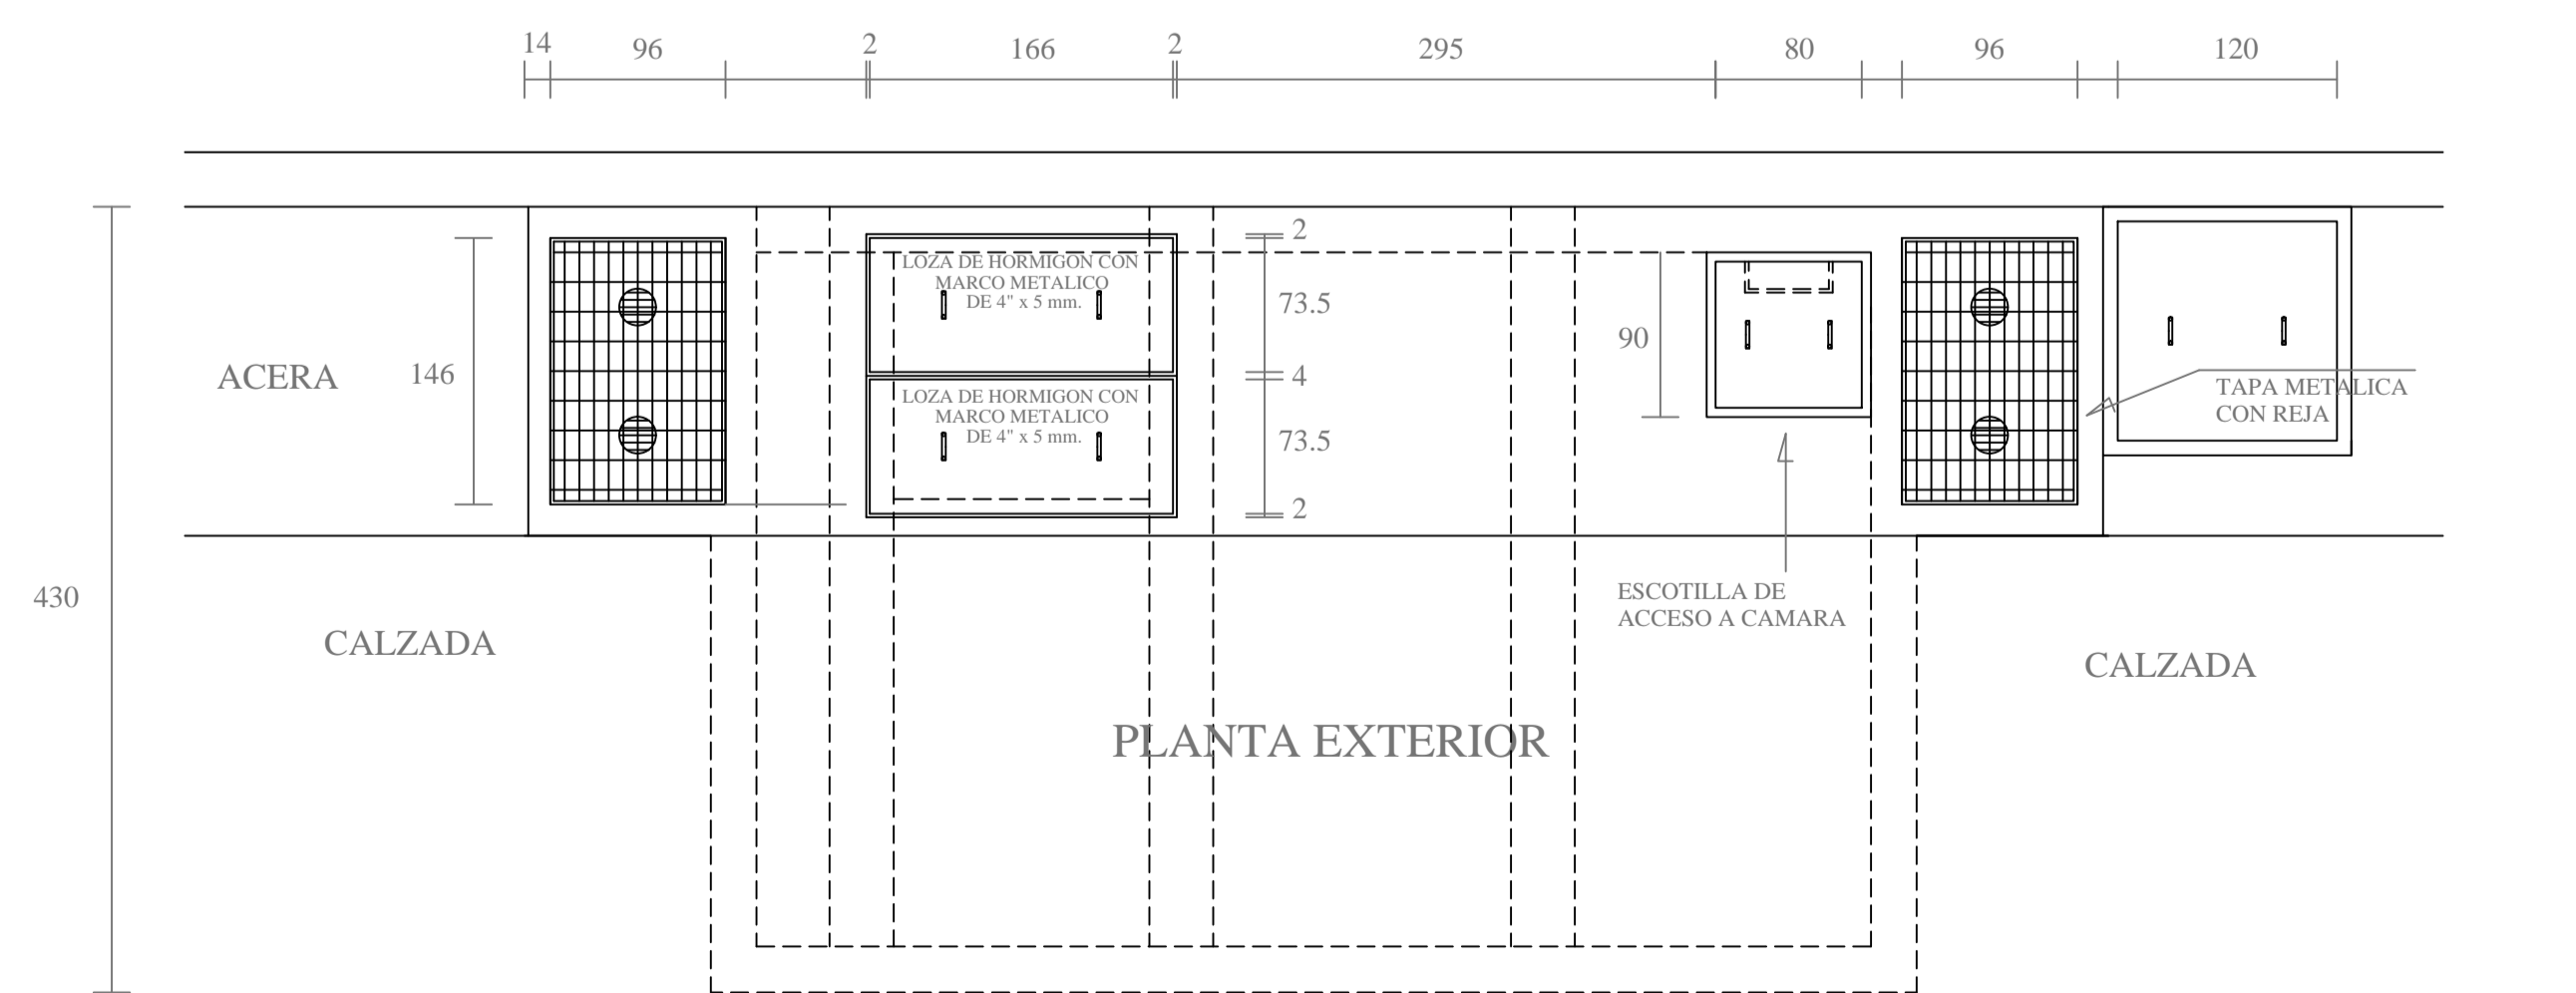 14 96 2 166 2 295 80 96 120
2
LOZA DE HORMIGON CON
MARCO METALICO
DE 4" x 5 mm.
73.5
90
ACERA
146
4
TAPA METALICA
CON REJA
LOZA DE HORMIGON CON
MARCO METALICO
DE 4" x 5 mm.
73.5
2
430
ESCOTILLA DE
ACCESO A CAMARA
CALZADA
CALZADA
PLANTA EXTERIOR